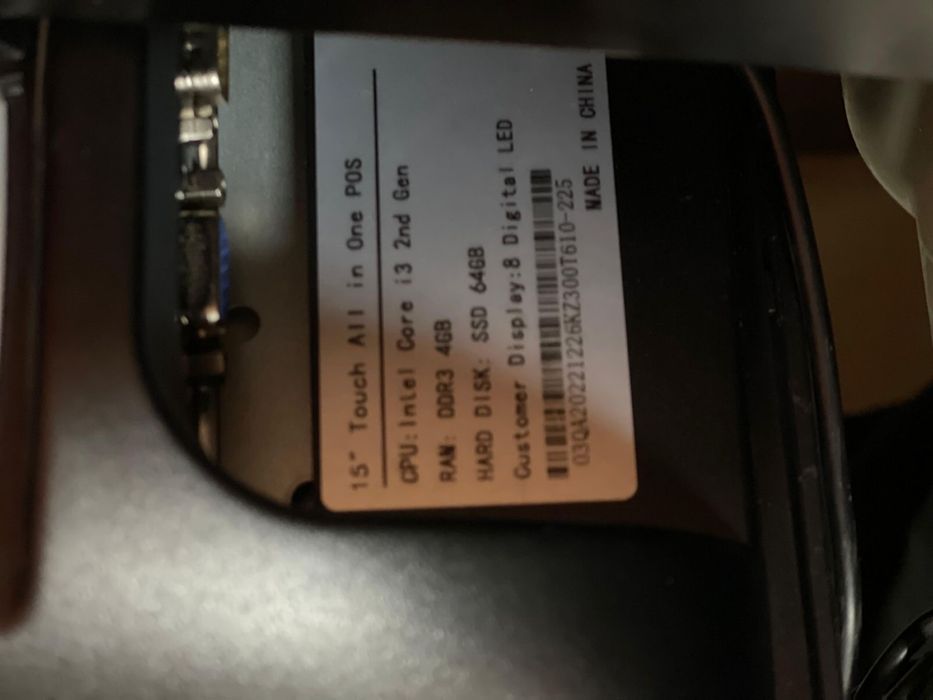 15" Touch All in One POS
CPU:Intel Core i3 2nd Gen
RAM: DDR3 4GB
HARD DISK: SSD 64GB
Customer Display:8 Digital LED
03QA20221226KZ300T610-225
MADE IN CHINA